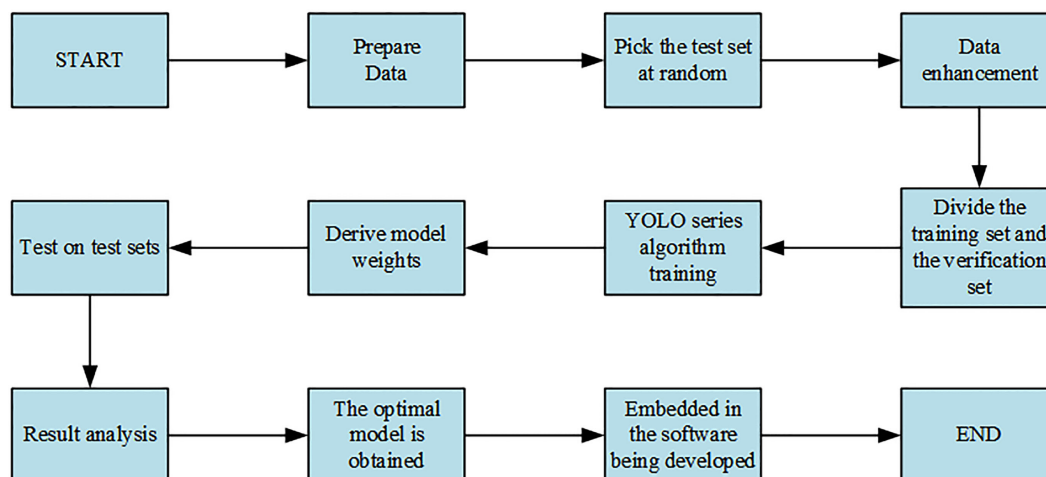 START
Prepare
Data
Pick the test set
at random
Data
enhancement
Divide the
training set and
the verification
set
YOLO series
algorithm
training
Derive model
weights
Test on test sets
Result analysis
The optimal
model is
obtained
Embedded in
the software
being developed
END